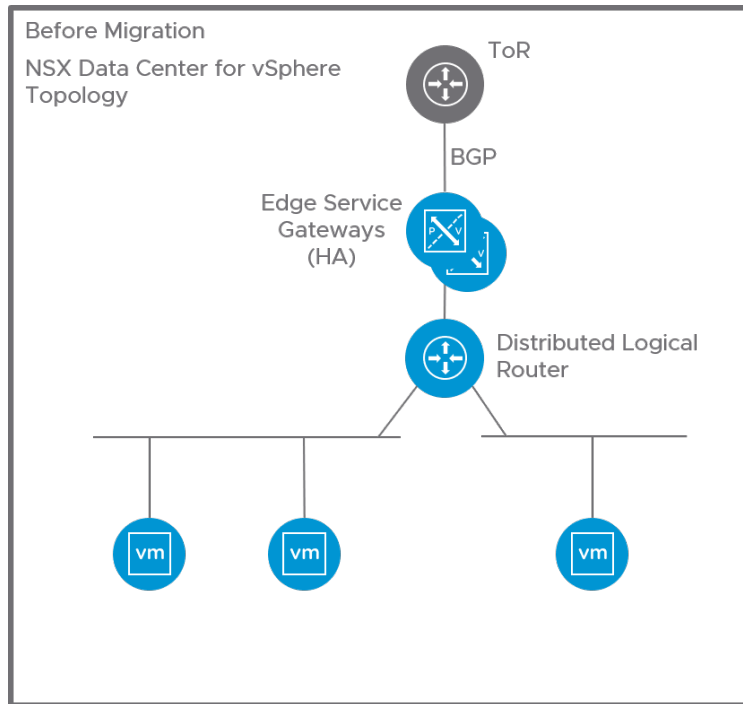 Before Migration
NSX Data Center for vSphere
Topology
ToR
BGP
Edge Service
Gateways
(HA)
P V
V
Distributed Logical
Router
vm
vm
vm